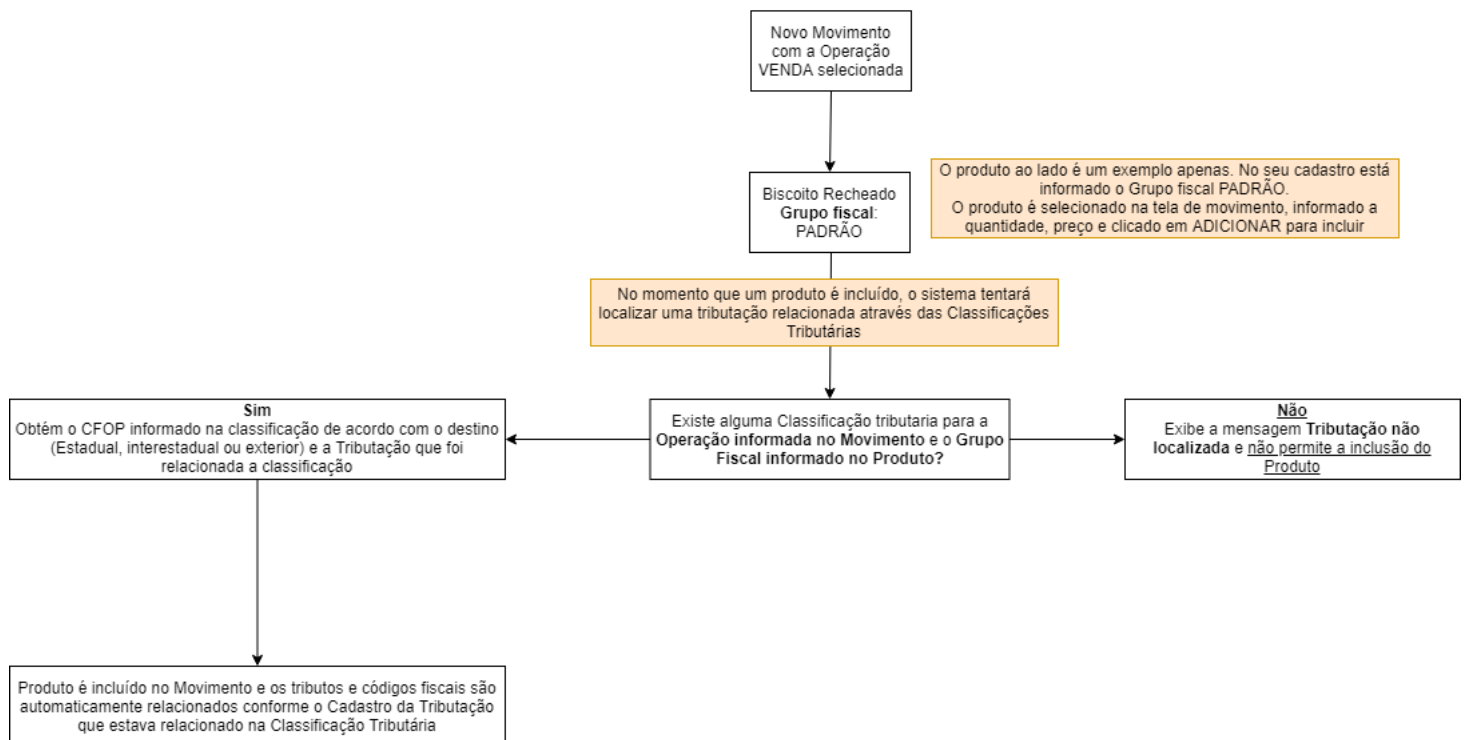 Novo Movimento
com a Operação
VENDA selecionada
Biscoito Recheado
Grupo fiscal:
PADRÃO
O produto ao lado é um exemplo apenas. No seu cadastro está
informado o Grupo fiscal PADRÃO.
O produto é selecionado na tela de movimento, informado a
quantidade, preço e clicado em ADICIONAR para incluir
No momento que um produto é incluído, o sistema tentará
localizar uma tributação relacionada através das Classificações
Tributárias
Sim
Obtém o CFOP informado na classificação de acordo com o destino
(Estadual, interestadual ou exterior) e a Tributação que foi
relacionada a classificação
Existe alguma Classificação tributaria para a
Operação informada no Movimento e o Grupo
Fiscal informado no Produto?
Não
Exibe a mensagem Tributação não
localizada e não permite a inclusão do
Produto
Produto é incluído no Movimento e os tributos e códigos fiscais são
automaticamente relacionados conforme o Cadastro da Tributação
que estava relacionado na Classificação Tributária